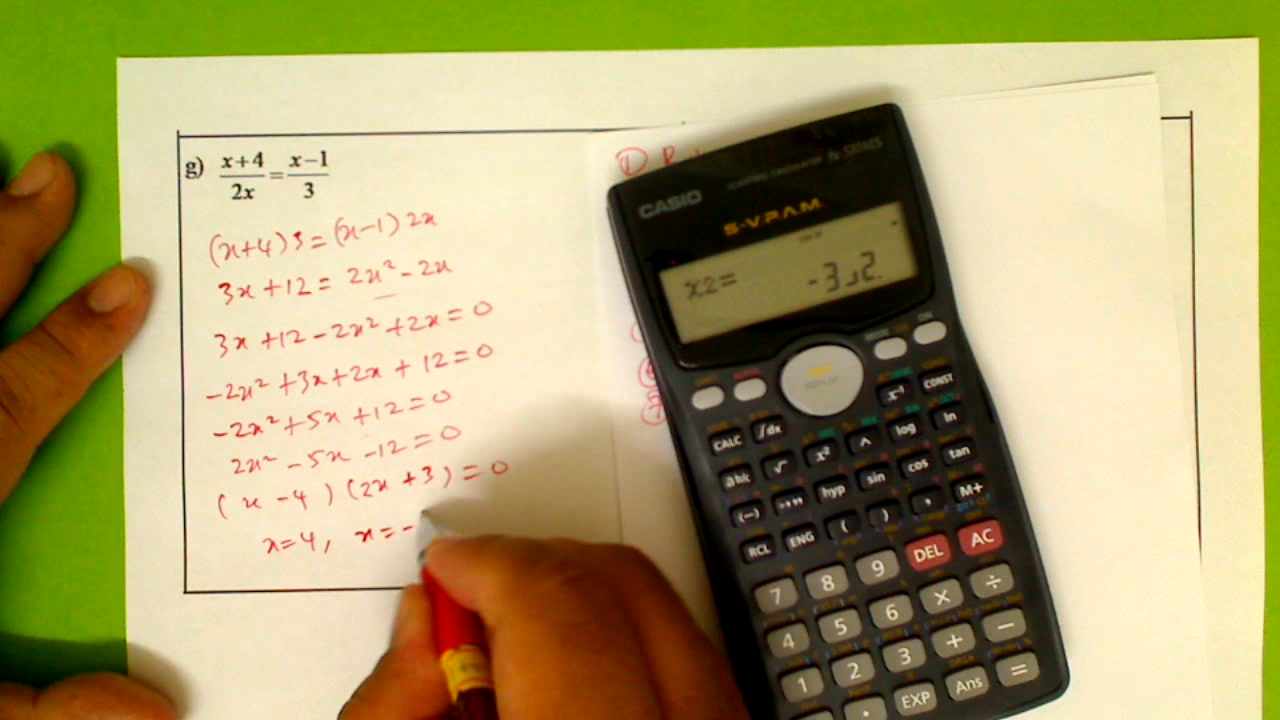 g) x+4/2x = x-1/3
(x+4)3=(x-1)2x
3x+12=2x²-2x
3x+12-2x²+2x=0
-2x²+3x+2x+12=0
-2x²+5x+12=0
2x²-5x-12=0
(x-4)(2x+3)=0
x=4, x=-
①
CASIO
S-V.P.A.M.
x2= -3⌟2
MODE ON
x⁻¹ CONST
CALC ∫dx
a b/c √ x² ^ log ln
(-) °’” hyp sin cos tan
RCL ENG ( ) , M+
7 8 9 DEL AC
4 5 6 × ÷
1 2 3 + −
. EXP Ans =